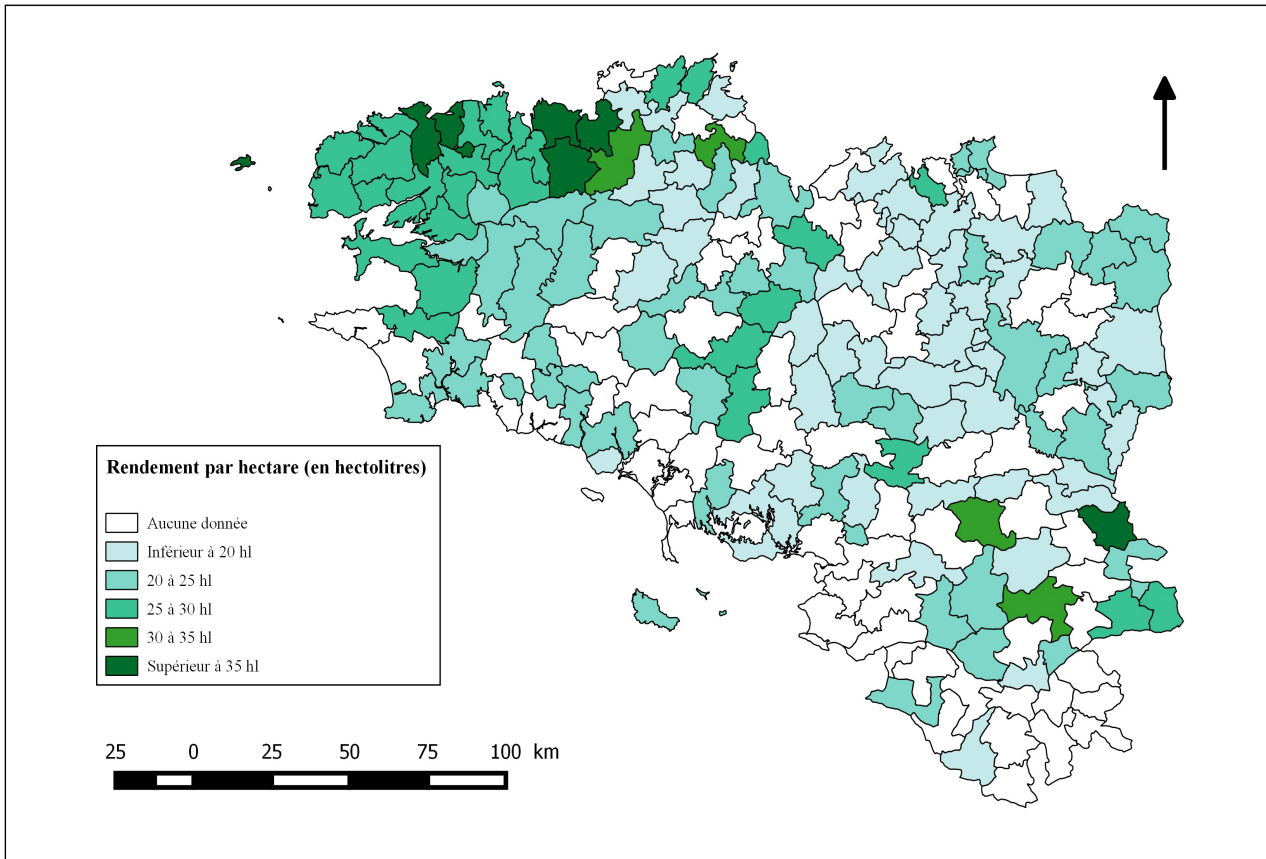 Rendement par hectare (en hectolitres)
Aucune donnée
Inférieur à 20 hl
20 à 25 hl
25 à 30 hl
30 à 35 hl
Supérieur à 35 hl
25 0 25 50 75 100 km